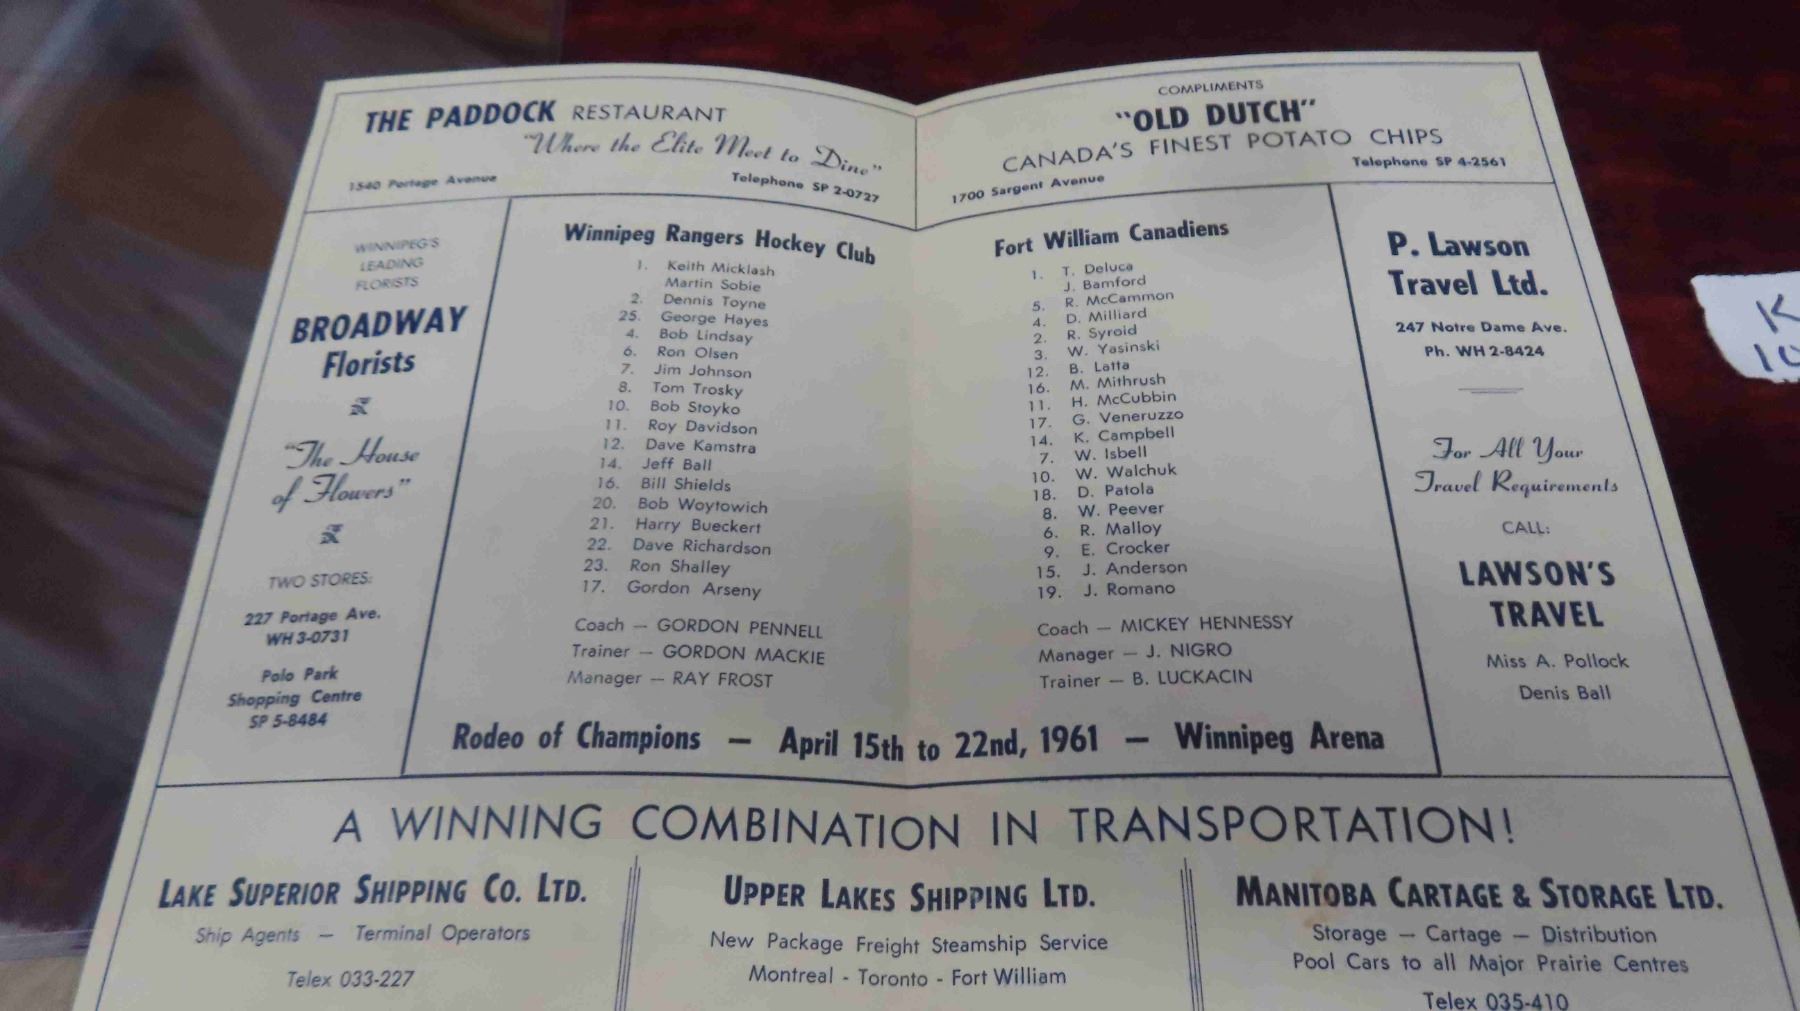 THE PADDOCK RESTAURANT
"Where the Elite Meet to Dine"
1540 Portage Avenue
Telephone SP 2-0727
COMPLIMENTS
"OLD DUTCH"
CANADA'S FINEST POTATO CHIPS
1700 Sargent Avenue
Telephone SP 4-2561
WINNIPEG'S
LEADING
FLORISTS
BROADWAY
Florists
"The House
of Flowers"
TWO STORES:
227 Portage Ave.
WH 3-0731
Polo Park
Shopping Centre
SP 5-8484
Winnipeg Rangers Hockey Club
1. Keith Micklash
Martin Sobie
2. Dennis Toyne
25. George Hayes
4. Bob Lindsay
6. Ron Olsen
7. Jim Johnson
8. Tom Trosky
10. Bob Stoyko
11. Roy Davidson
12. Dave Kamstra
14. Jeff Ball
16. Bill Shields
20. Bob Woytowich
21. Harry Bueckert
22. Dave Richardson
23. Ron Shalley
17. Gordon Arseny
Coach — GORDON PENNELL
Trainer — GORDON MACKIE
Manager — RAY FROST
Fort William Canadiens
1. T. Deluca
J. Bamford
5. R. McCammon
4. D. Milliard
2. R. Syroid
3. W. Yasinski
12. B. Latta
16. M. Mithrush
11. H. McCubbin
17. G. Veneruzzo
14. K. Campbell
7. W. Isbell
10. W. Walchuk
18. D. Patola
8. W. Peever
6. R. Malloy
9. E. Crocker
15. J. Anderson
19. J. Romano
Coach — MICKEY HENNESSY
Manager — J. NIGRO
Trainer — B. LUCKACIN
Rodeo of Champions — April 15th to 22nd, 1961 — Winnipeg Arena
P. Lawson
Travel Ltd.
247 Notre Dame Ave.
Ph. WH 2-8424
For All Your
Travel Requirements
CALL:
LAWSON'S
TRAVEL
Miss A. Pollock
Denis Ball
A WINNING COMBINATION IN TRANSPORTATION!
LAKE SUPERIOR SHIPPING CO. LTD.
Ship Agents — Terminal Operators
Telex 033-227
UPPER LAKES SHIPPING LTD.
New Package Freight Steamship Service
Montreal - Toronto - Fort William
MANITOBA CARTAGE & STORAGE LTD.
Storage — Cartage — Distribution
Pool Cars to all Major Prairie Centres
Telex 035-410
K
10